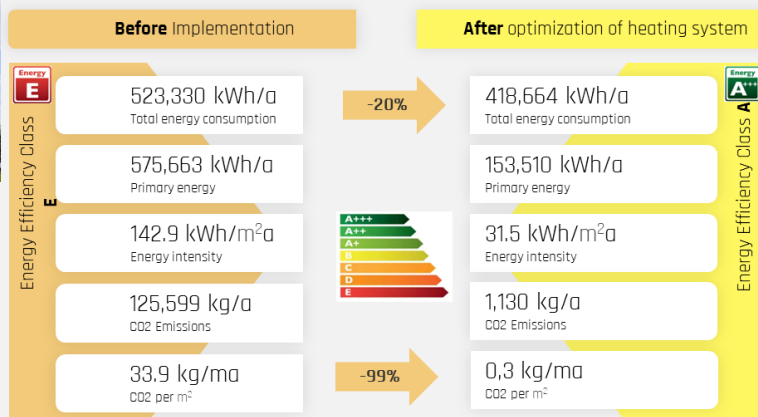 Before Implementation
After optimization of heating system
Energy
E
Energy
A+++
523,330 kWh/a
Total energy consumption
-20%
418,664 kWh/a
Total energy consumption
575,663 kWh/a
Primary energy
153,510 kWh/a
Primary energy
Energy Efficiency Class
E
Energy Efficiency Class A
142.9 kWh/m²a
Energy intensity
A+++
A++
A+
B
C
D
E
31.5 kWh/m²a
Energy intensity
125,599 kg/a
CO2 Emissions
1,130 kg/a
CO2 Emissions
33.9 kg/ma
CO2 per m²
-99%
0,3 kg/ma
CO2 per m²